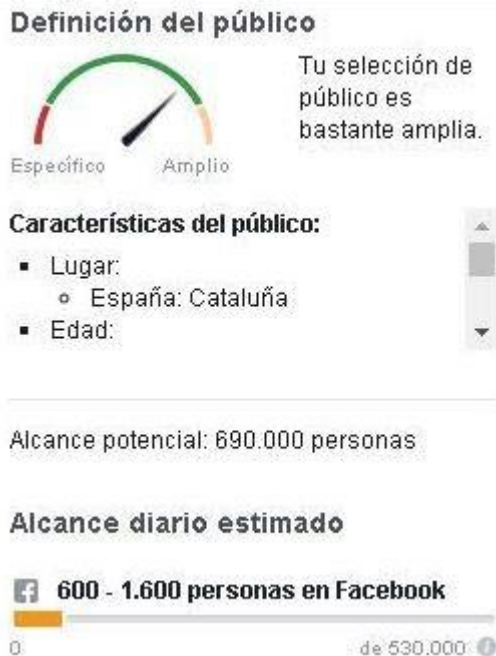 Definición del público
Tu selección de
público es
bastante amplia.
Específico Amplio
Características del público:
▪ Lugar:
◦ España: Cataluña
▪ Edad:
Alcance potencial: 690.000 personas
Alcance diario estimado
600 - 1.600 personas en Facebook
0 de 530.000